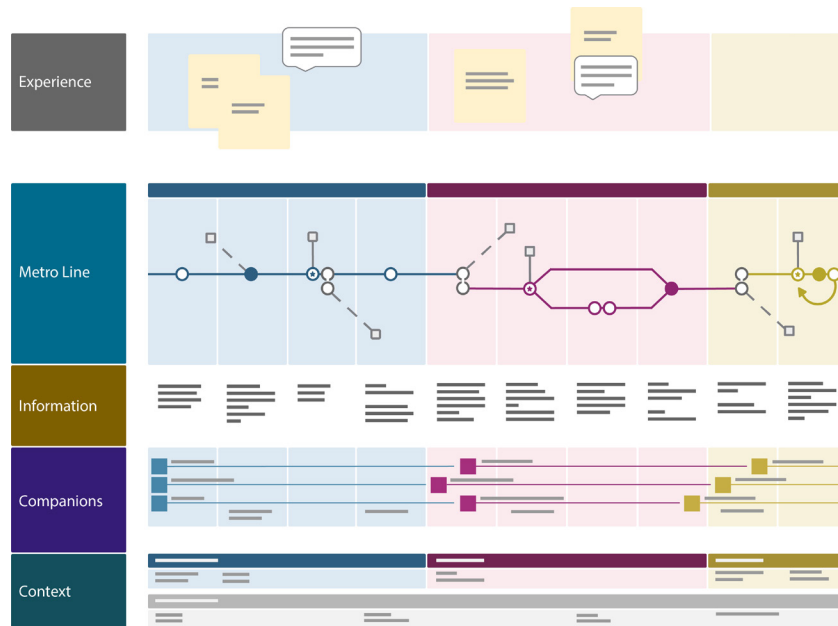 Experience
Metro Line
Information
Companions
Context